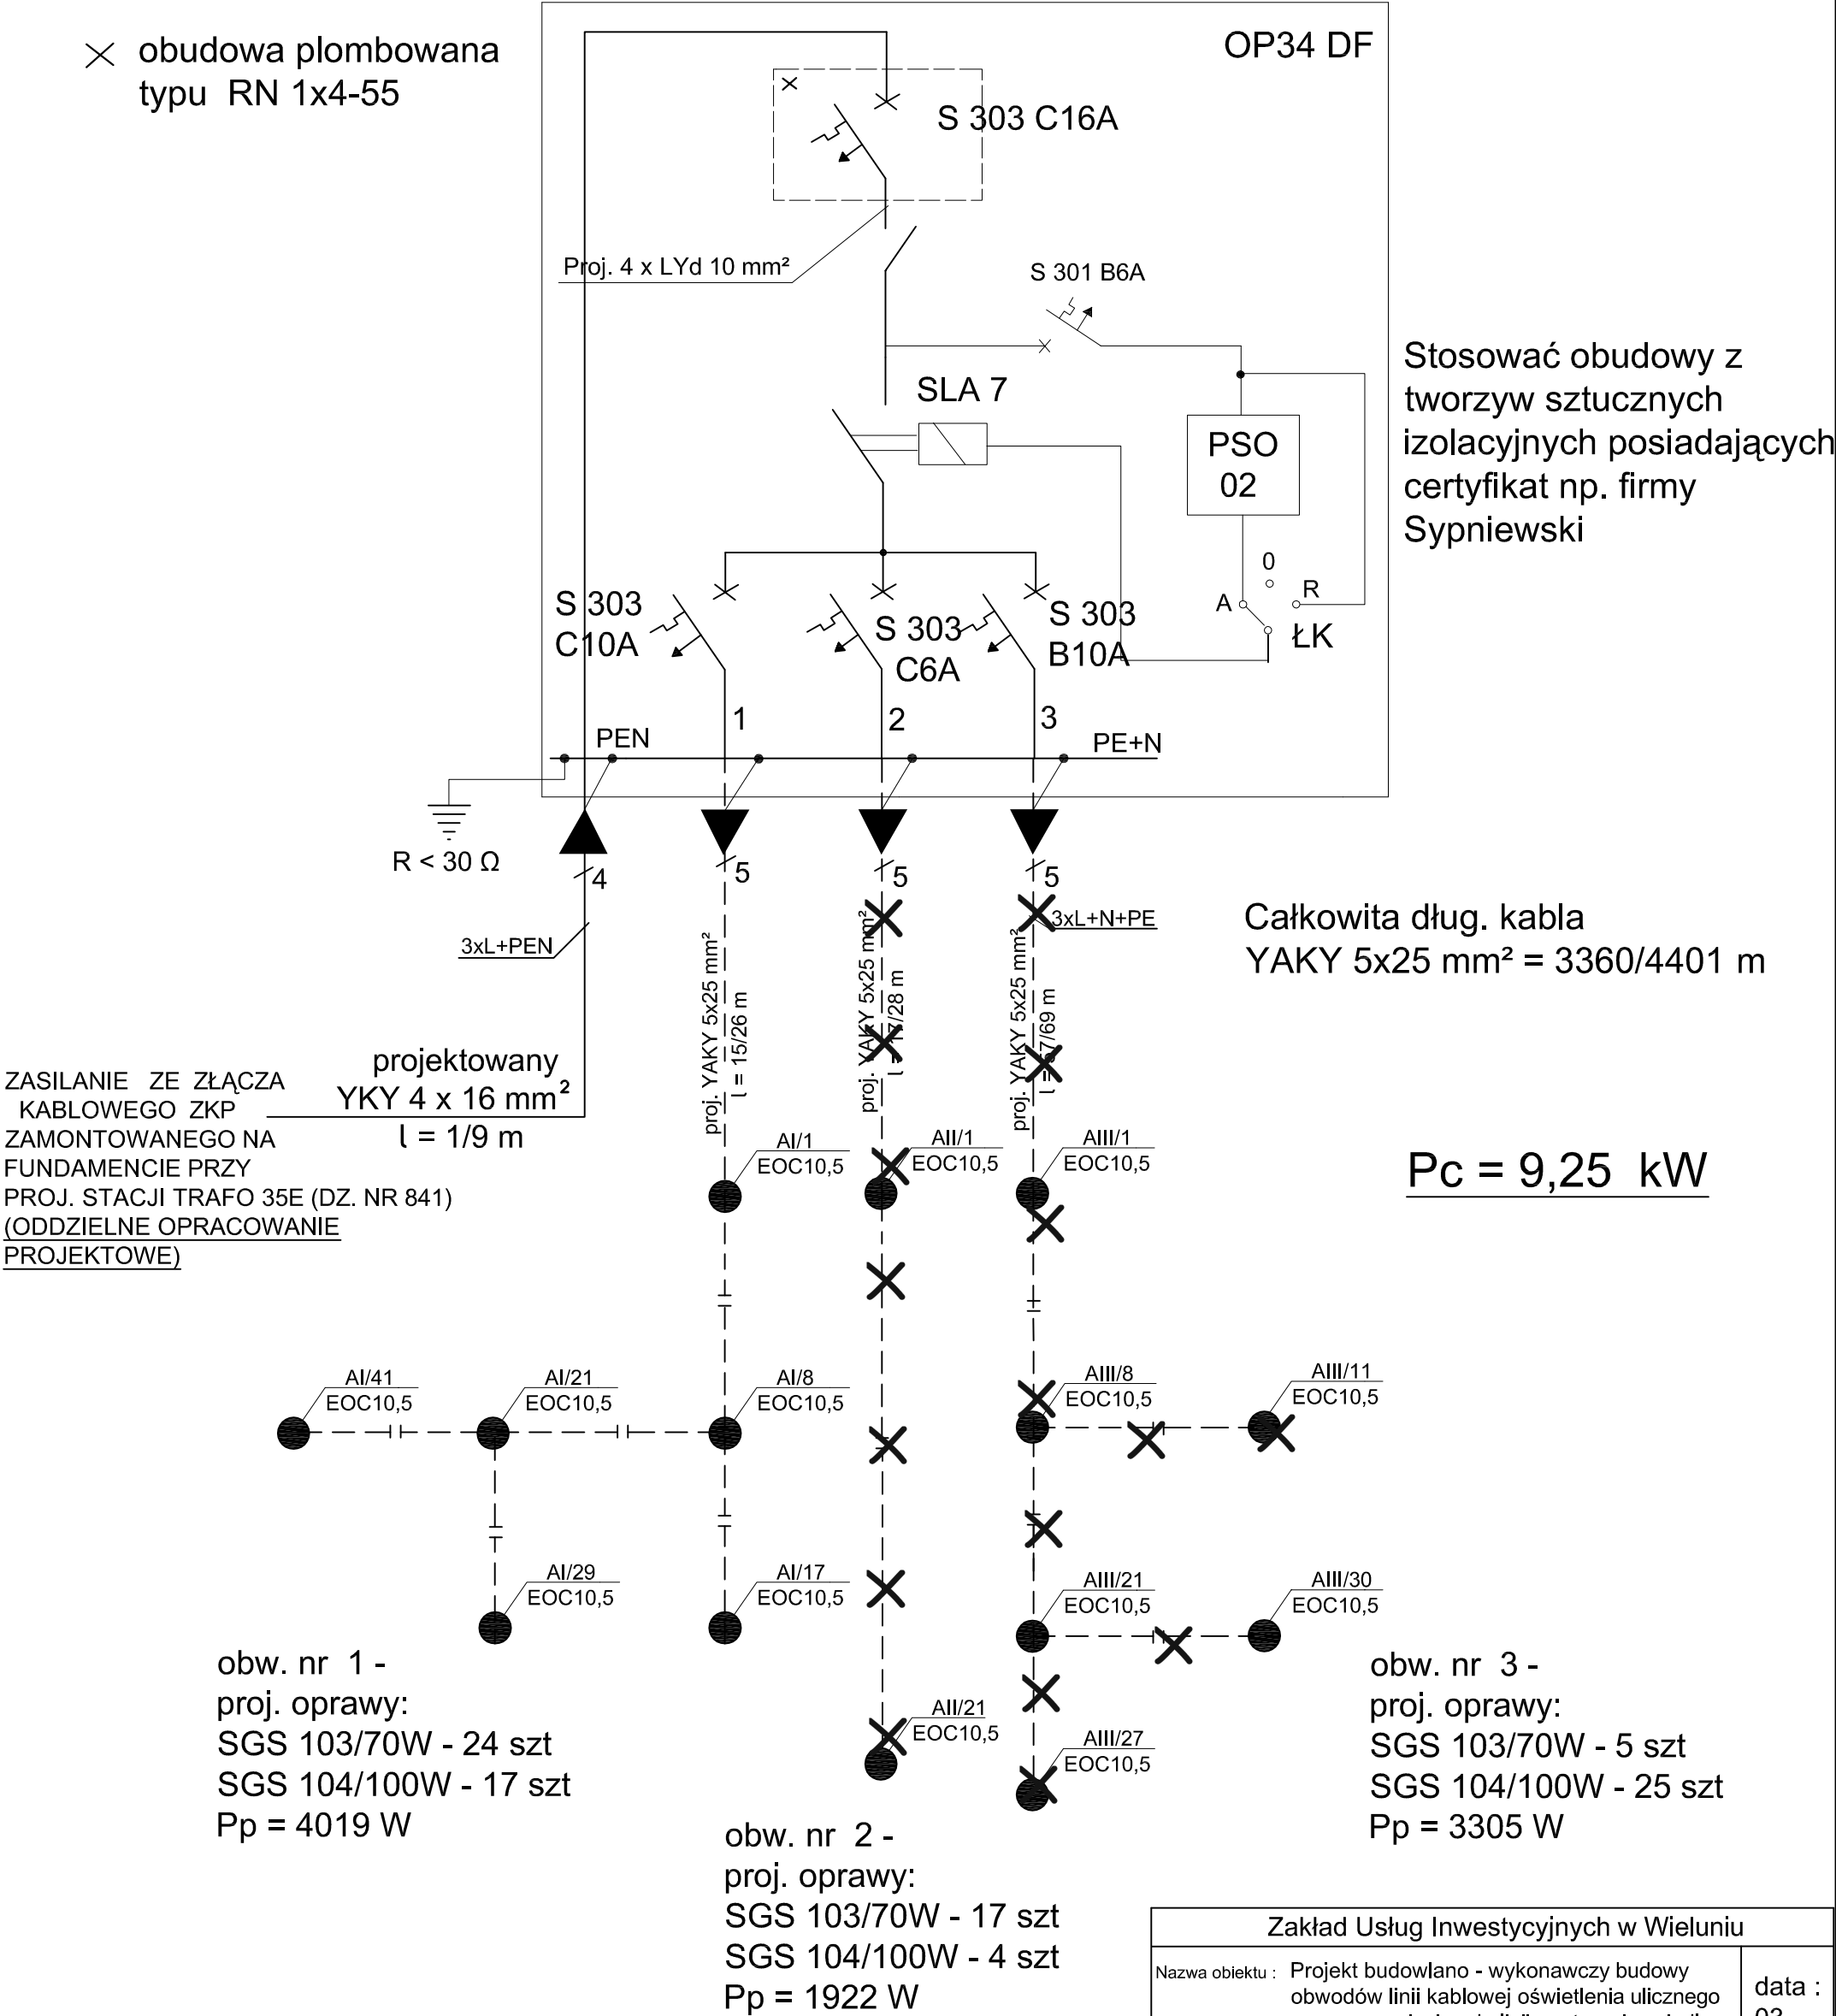 obudowa plombowana
typu RN 1x4-55
OP34 DF
S 303 C16A
Proj. 4 x LYd 10 mm²
S 301 B6A
SLA 7
PSO
02
Stosować obudowy z
tworzyw sztucznych
izolacyjnych posiadających
certyfikat np. firmy
Sypniewski
0
A
R
ŁK
S 303
C10A
S 303
C6A
S 303
B10A
1
2
3
PEN
PE+N
R < 30 Ω
4
5
5
5
3xL+PEN
3xL+N+PE
Całkowita dług. kabla
YAKY 5x25 mm² = 3360/4401 m
proj. YAKY 5x25 mm²
l = 15/26 m
proj. YAKY 5x25 mm²
l = 17/28 m
proj. YAKY 5x25 mm²
l = 57/69 m
projektowany
YKY 4 x 16 mm²
l = 1/9 m
ZASILANIE ZE ZŁĄCZA
KABLOWEGO ZKP
ZAMONTOWANEGO NA
FUNDAMENCIE PRZY
PROJ. STACJI TRAFO 35E (DZ. NR 841)
(ODDZIELNE OPRACOWANIE
PROJEKTOWE)
AI/1
EOC10,5
AII/1
EOC10,5
AIII/1
EOC10,5
Pc = 9,25 kW
AI/41
EOC10,5
AI/21
EOC10,5
AI/8
EOC10,5
AIII/8
EOC10,5
AIII/11
EOC10,5
AI/29
EOC10,5
AI/17
EOC10,5
AIII/21
EOC10,5
AIII/30
EOC10,5
AII/21
EOC10,5
AIII/27
EOC10,5
obw. nr 1 -
proj. oprawy:
SGS 103/70W - 24 szt
SGS 104/100W - 17 szt
Pp = 4019 W
obw. nr 3 -
proj. oprawy:
SGS 103/70W - 5 szt
SGS 104/100W - 25 szt
Pp = 3305 W
obw. nr 2 -
proj. oprawy:
SGS 103/70W - 17 szt
SGS 104/100W - 4 szt
Pp = 1922 W
Zakład Usług Inwestycyjnych w Wieluniu
Nazwa obiektu : Projekt budowlano - wykonawczy budowy
obwodów linii kablowej oświetlenia ulicznego
data :